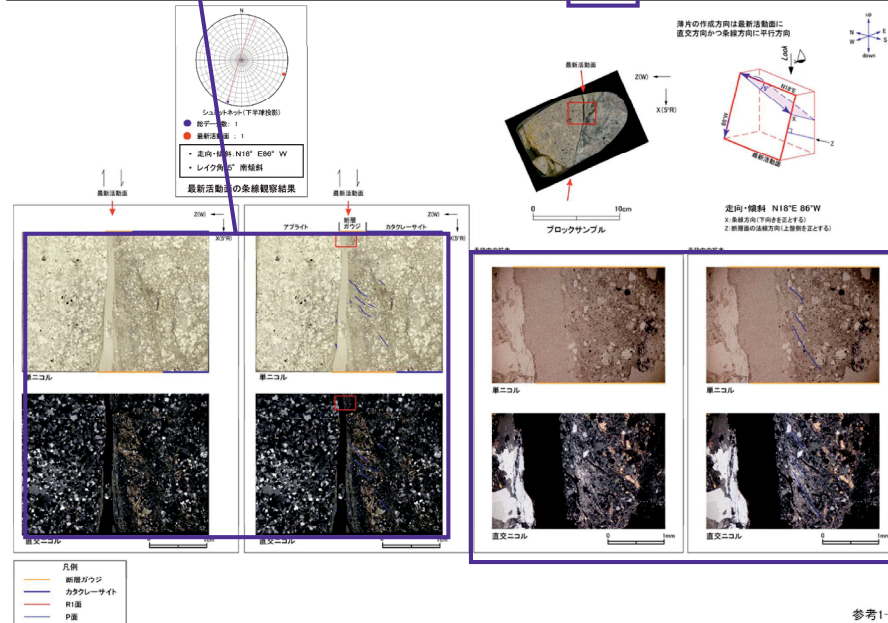 N
シュミットネット(下半球投影)
総データ数: 1
最新活動面 : 1
・ 走向・傾斜:N18° E86° W
・ レイク角:5° 南傾斜
最新活動面の条線観察結果
最新活動面
Z(W)
X(5°R)
0 10cm
ブロックサンプル
薄片の作成方向は最新活動面に
直交方向かつ条線方向に平行方向
Look
up
N E
W S
down
N18°E
5°
86°W
X
Z
最新活動面
走向・傾斜 N18°E 86°W
X:条線方向(下向きを正とする)
Z:断層面の法線方向(上盤側を正とする)
最新活動面
Z(W)
X(5°R)
単ニコル
直交ニコル
最新活動面
Z(W)
X(5°R)
アプライト
断層
ガウジ
カタクレーサイト
単ニコル
直交ニコル
単ニコル
直交ニコル
0 1mm
単ニコル
直交ニコル
0 1mm
凡例
断層ガウジ
カタクレーサイト
R1面
P面
参考1-